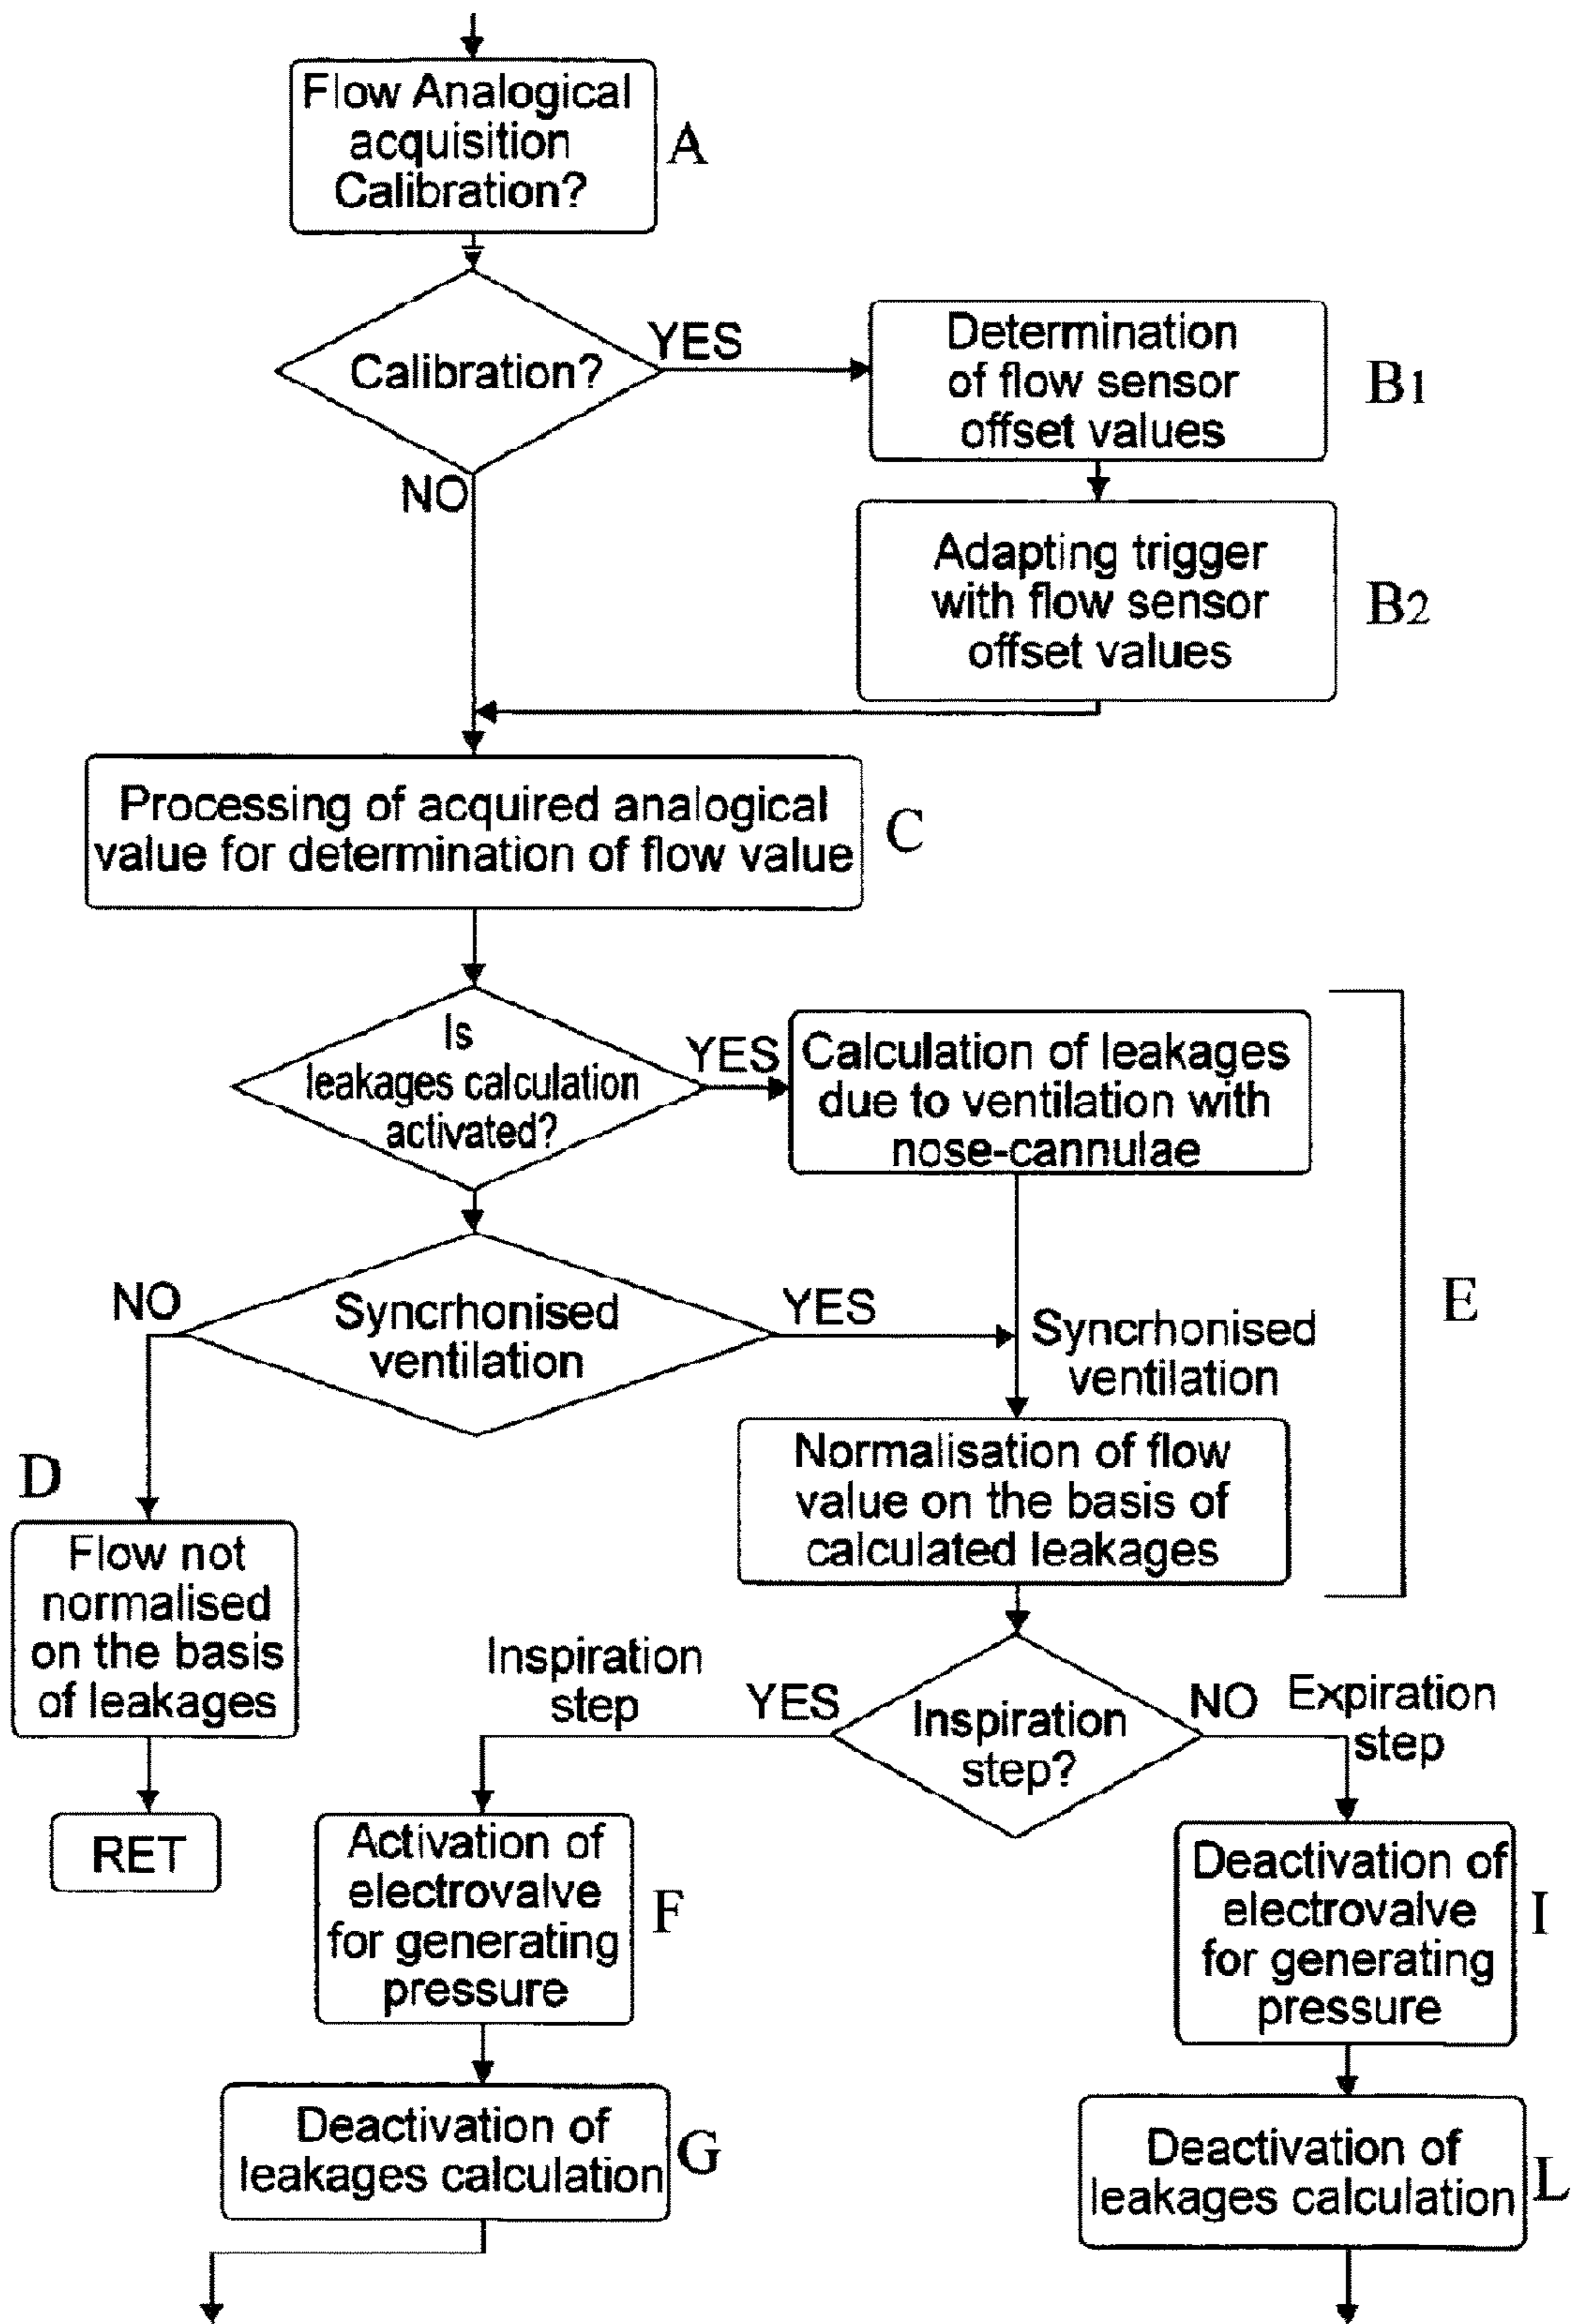 Flow Analogical
acquisition
Calibration?
A
Calibration?
YES
NO
Determination
of flow sensor
offset values
B1
Adapting trigger
with flow sensor
offset values
B2
Processing of acquired analogical
value for determination of flow value
C
Is
leakages calculation
activated?
YES
Calculation of leakages
due to ventilation with
nose-cannulae
E
NO
Syncrhonised
ventilation
YES
Syncrhonised
ventilation
D
Flow not
normalised
on the basis
of leakages
RET
Normalisation of flow
value on the basis of
calculated leakages
Inspiration
step
YES
Inspiration
step?
NO
Expiration
step
Activation of
electrovalve
for generating
pressure
F
Deactivation of
electrovalve
for generating
pressure
I
Deactivation of
leakages calculation
G
Deactivation of
leakages calculation
L